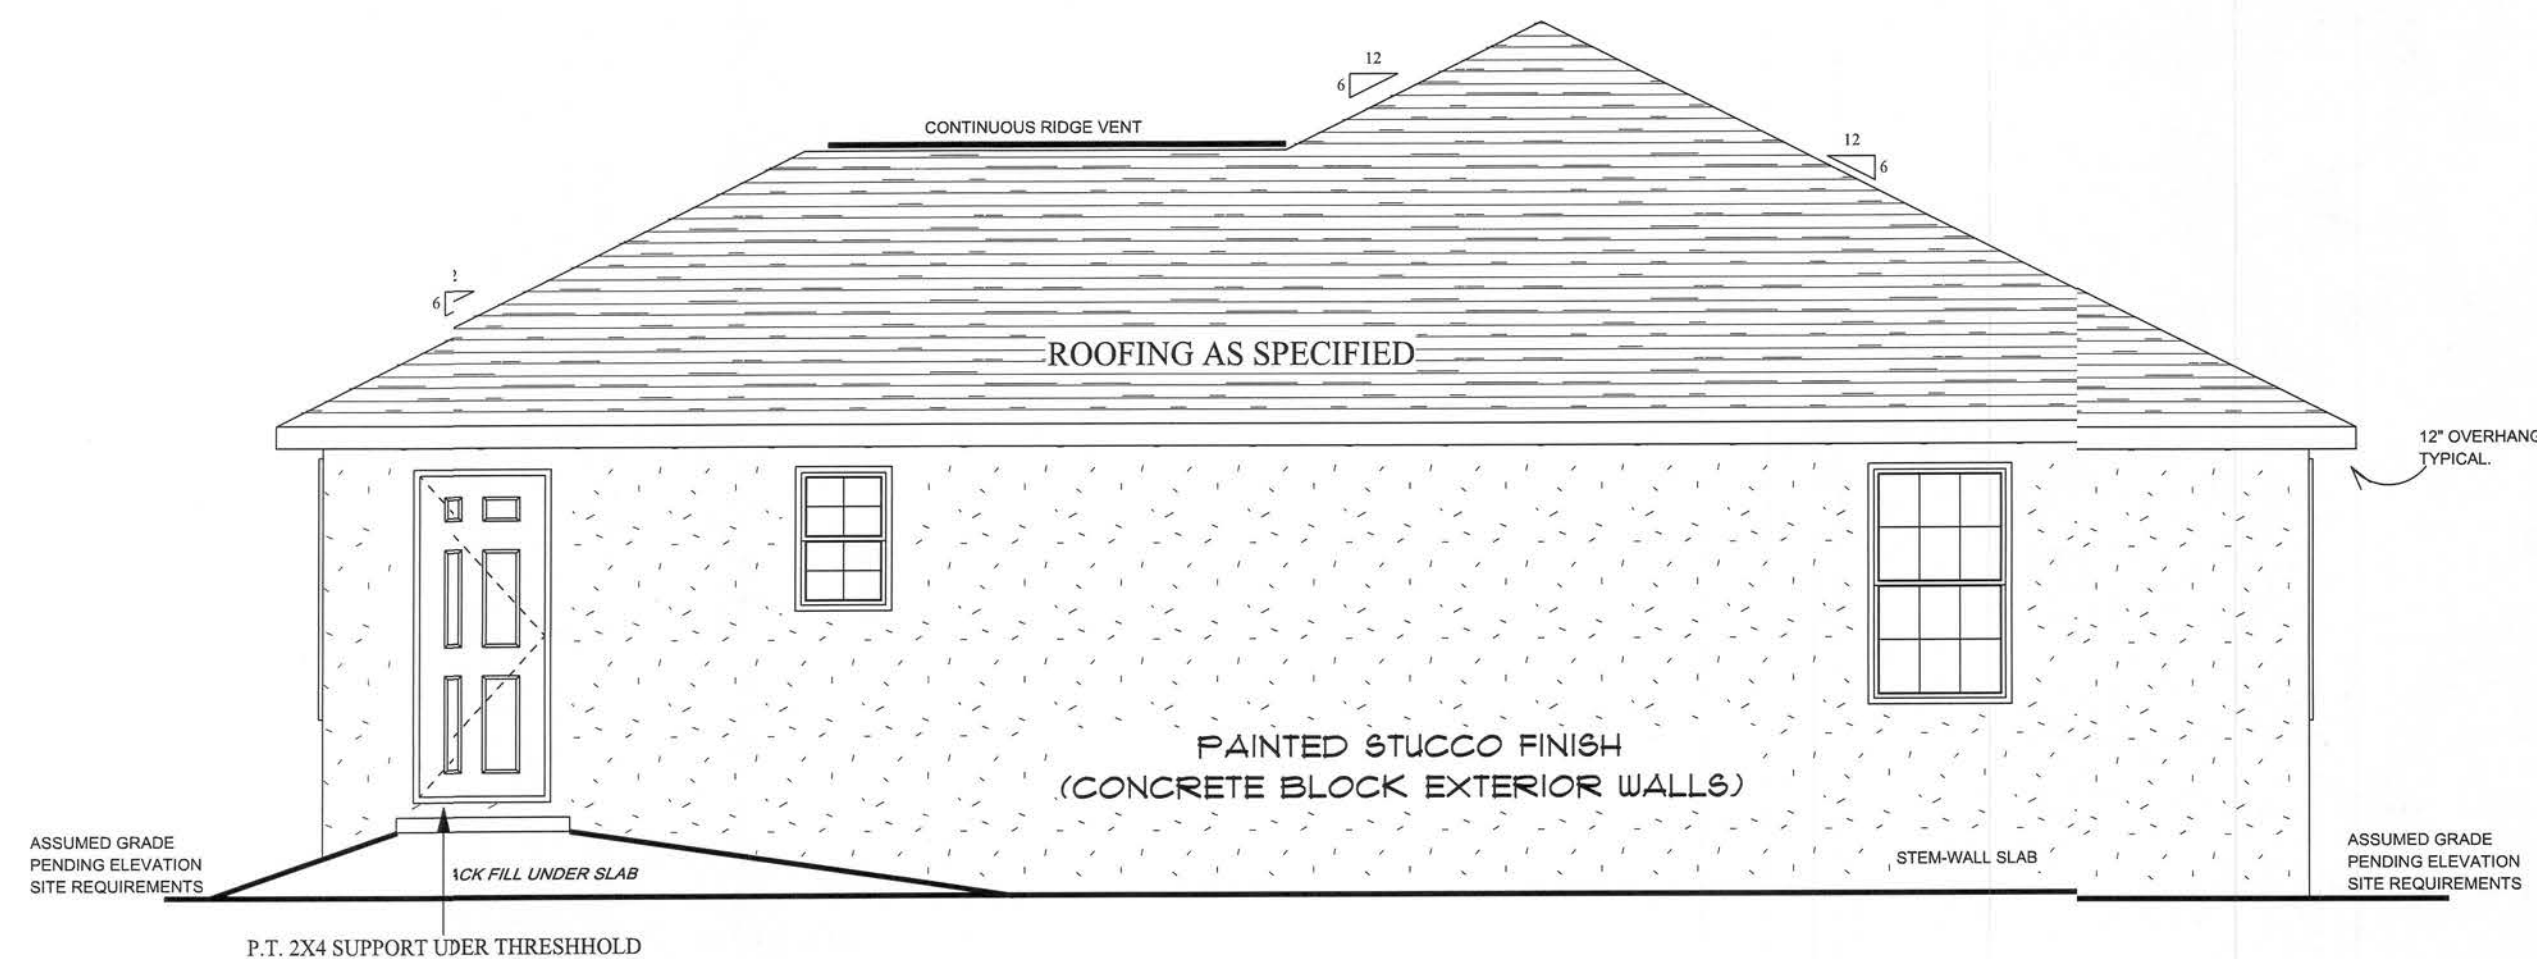 12
6
CONTINUOUS RIDGE VENT
12
6
6
ROOFING AS SPECIFIED
12" OVERHANG
TYPICAL.
PAINTED STUCCO FINISH
(CONCRETE BLOCK EXTERIOR WALLS)
ASSUMED GRADE
PENDING ELEVATION
SITE REQUIREMENTS
ACK FILL UNDER SLAB
STEM-WALL SLAB
ASSUMED GRADE
PENDING ELEVATION
SITE REQUIREMENTS
P.T. 2X4 SUPPORT UDER THRESHHOLD